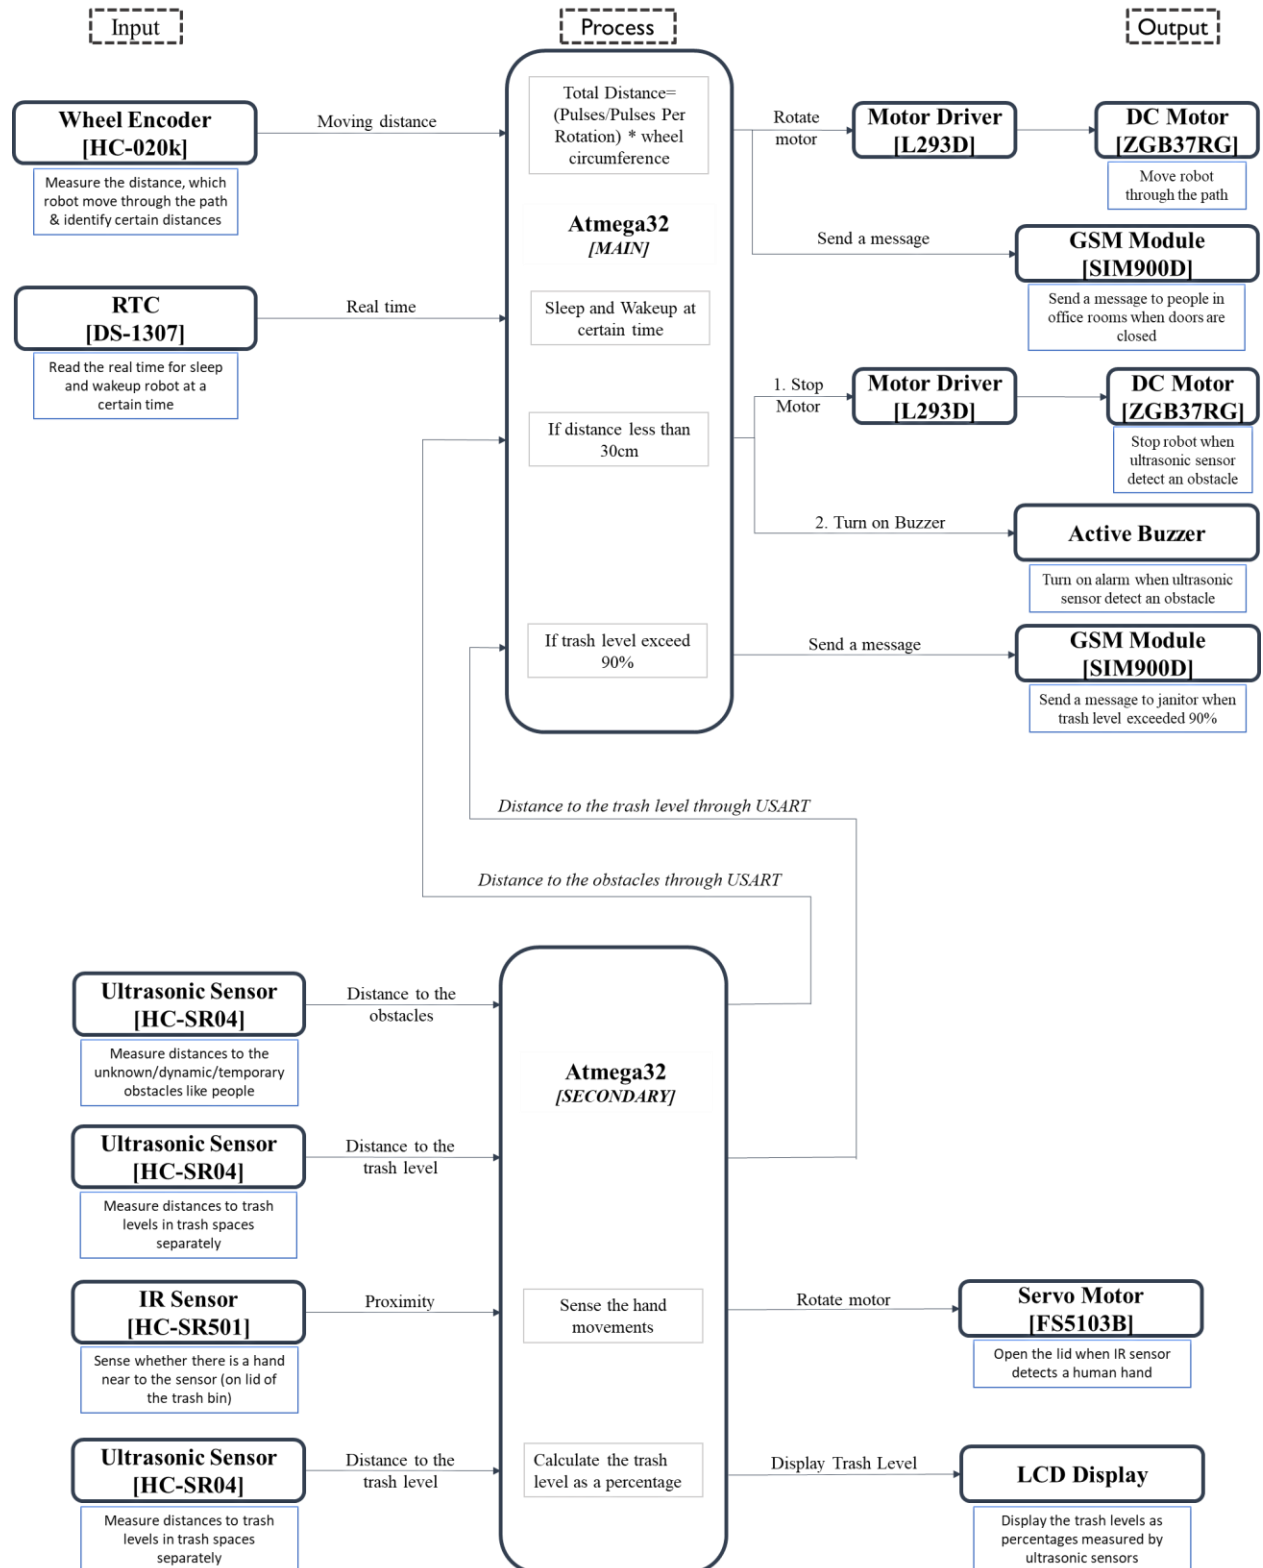 Input
Process
Output
Wheel Encoder
[HC-020k]
Measure the distance, which
robot move through the path
& identify certain distances
Moving distance
Total Distance=
(Pulses/Pulses Per
Rotation) * wheel
circumference
Rotate
motor
Motor Driver
[L293D]
DC Motor
[ZGB37RG]
Move robot
through the path
Atmega32
[MAIN]
Send a message
GSM Module
[SIM900D]
Send a message to people in
office rooms when doors are
closed
RTC
[DS-1307]
Read the real time for sleep
and wakeup robot at a
certain time
Real time
Sleep and Wakeup at
certain time
If distance less than
30cm
1. Stop
Motor
Motor Driver
[L293D]
DC Motor
[ZGB37RG]
Stop robot when
ultrasonic sensor
detect an obstacle
2. Turn on Buzzer
Active Buzzer
Turn on alarm when ultrasonic
sensor detect an obstacle
If trash level exceed
90%
Send a message
GSM Module
[SIM900D]
Send a message to janitor when
trash level exceeded 90%
Distance to the trash level through USART
Distance to the obstacles through USART
Ultrasonic Sensor
[HC-SR04]
Measure distances to the
unknown/dynamic/temporary
obstacles like people
Distance to the
obstacles
Atmega32
[SECONDARY]
Ultrasonic Sensor
[HC-SR04]
Measure distances to trash
levels in trash spaces
separately
Distance to the
trash level
IR Sensor
[HC-SR501]
Sense whether there is a hand
near to the sensor (on lid of
the trash bin)
Proximity
Sense the hand
movements
Rotate motor
Servo Motor
[FS5103B]
Open the lid when IR sensor
detects a human hand
Ultrasonic Sensor
[HC-SR04]
Measure distances to trash
levels in trash spaces
separately
Distance to the
trash level
Calculate the trash
level as a percentage
Display Trash Level
LCD Display
Display the trash levels as
percentages measured by
ultrasonic sensors